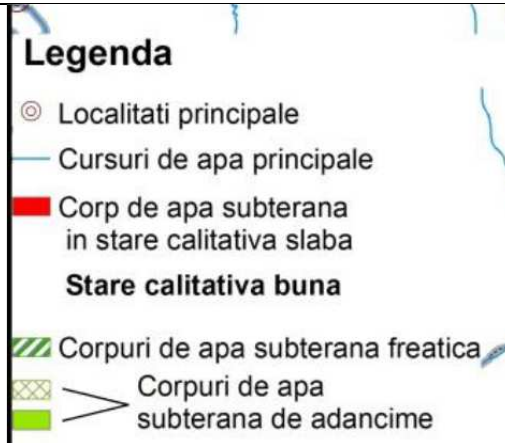 Legenda
Localitati principale
Cursuri de apa principale
Corp de apa subterana
in stare calitativa slaba
Stare calitativa buna
Corpuri de apa subterana freatica
Corpuri de apa
subterana de adancime